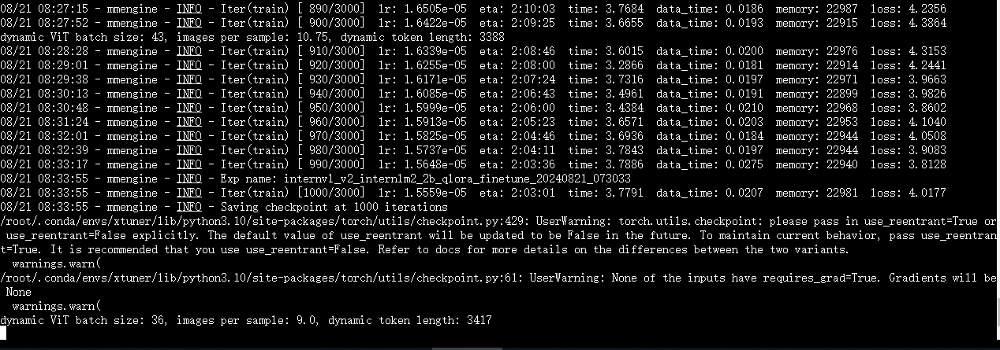 08/21 08:27:15 - mmengine - INFO - Iter(train) [ 890/3000]  lr: 1.6505e-05  eta: 2:10:03  time: 3.7684  data_time: 0.0186  memory: 22987  loss: 4.2356
08/21 08:27:52 - mmengine - INFO - Iter(train) [ 900/3000]  lr: 1.6422e-05  eta: 2:09:25  time: 3.6655  data_time: 0.0193  memory: 22915  loss: 4.3864
dynamic ViT batch size: 43, images per sample: 10.75, dynamic token length: 3388
08/21 08:28:28 - mmengine - INFO - Iter(train) [ 910/3000]  lr: 1.6339e-05  eta: 2:08:46  time: 3.6015  data_time: 0.0200  memory: 22976  loss: 4.3153
08/21 08:29:01 - mmengine - INFO - Iter(train) [ 920/3000]  lr: 1.6255e-05  eta: 2:08:00  time: 3.2866  data_time: 0.0181  memory: 22914  loss: 4.2441
08/21 08:29:38 - mmengine - INFO - Iter(train) [ 930/3000]  lr: 1.6171e-05  eta: 2:07:24  time: 3.7316  data_time: 0.0197  memory: 22971  loss: 3.9663
08/21 08:30:13 - mmengine - INFO - Iter(train) [ 940/3000]  lr: 1.6085e-05  eta: 2:06:43  time: 3.4961  data_time: 0.0191  memory: 22899  loss: 3.9826
08/21 08:30:48 - mmengine - INFO - Iter(train) [ 950/3000]  lr: 1.5999e-05  eta: 2:06:00  time: 3.4384  data_time: 0.0210  memory: 22968  loss: 3.8602
08/21 08:31:24 - mmengine - INFO - Iter(train) [ 960/3000]  lr: 1.5913e-05  eta: 2:05:23  time: 3.6571  data_time: 0.0203  memory: 22953  loss: 4.1040
08/21 08:32:01 - mmengine - INFO - Iter(train) [ 970/3000]  lr: 1.5825e-05  eta: 2:04:46  time: 3.6936  data_time: 0.0184  memory: 22944  loss: 4.0508
08/21 08:32:39 - mmengine - INFO - Iter(train) [ 980/3000]  lr: 1.5737e-05  eta: 2:04:11  time: 3.7843  data_time: 0.0197  memory: 22944  loss: 3.9083
08/21 08:33:17 - mmengine - INFO - Iter(train) [ 990/3000]  lr: 1.5648e-05  eta: 2:03:36  time: 3.7886  data_time: 0.0275  memory: 22940  loss: 3.8128
08/21 08:33:55 - mmengine - INFO - Exp name: internvl_v2_internlm2_2b_qlora_finetune_20240821_073033
08/21 08:33:55 - mmengine - INFO - Iter(train) [1000/3000]  lr: 1.5559e-05  eta: 2:03:01  time: 3.7791  data_time: 0.0207  memory: 22981  loss: 4.0177
08/21 08:33:55 - mmengine - INFO - Saving checkpoint at 1000 iterations
/root/.conda/envs/xtuner/lib/python3.10/site-packages/torch/utils/checkpoint.py:429: UserWarning: torch.utils.checkpoint: please pass in use_reentrant=True or
use_reentrant=False explicitly. The default value of use_reentrant will be updated to be False in the future. To maintain current behavior, pass use_reentran
t=True. It is recommended that you use use_reentrant=False. Refer to docs for more details on the differences between the two variants.
  warnings.warn(
/root/.conda/envs/xtuner/lib/python3.10/site-packages/torch/utils/checkpoint.py:61: UserWarning: None of the inputs have requires_grad=True. Gradients will be
None
  warnings.warn(
dynamic ViT batch size: 36, images per sample: 9.0, dynamic token length: 3417